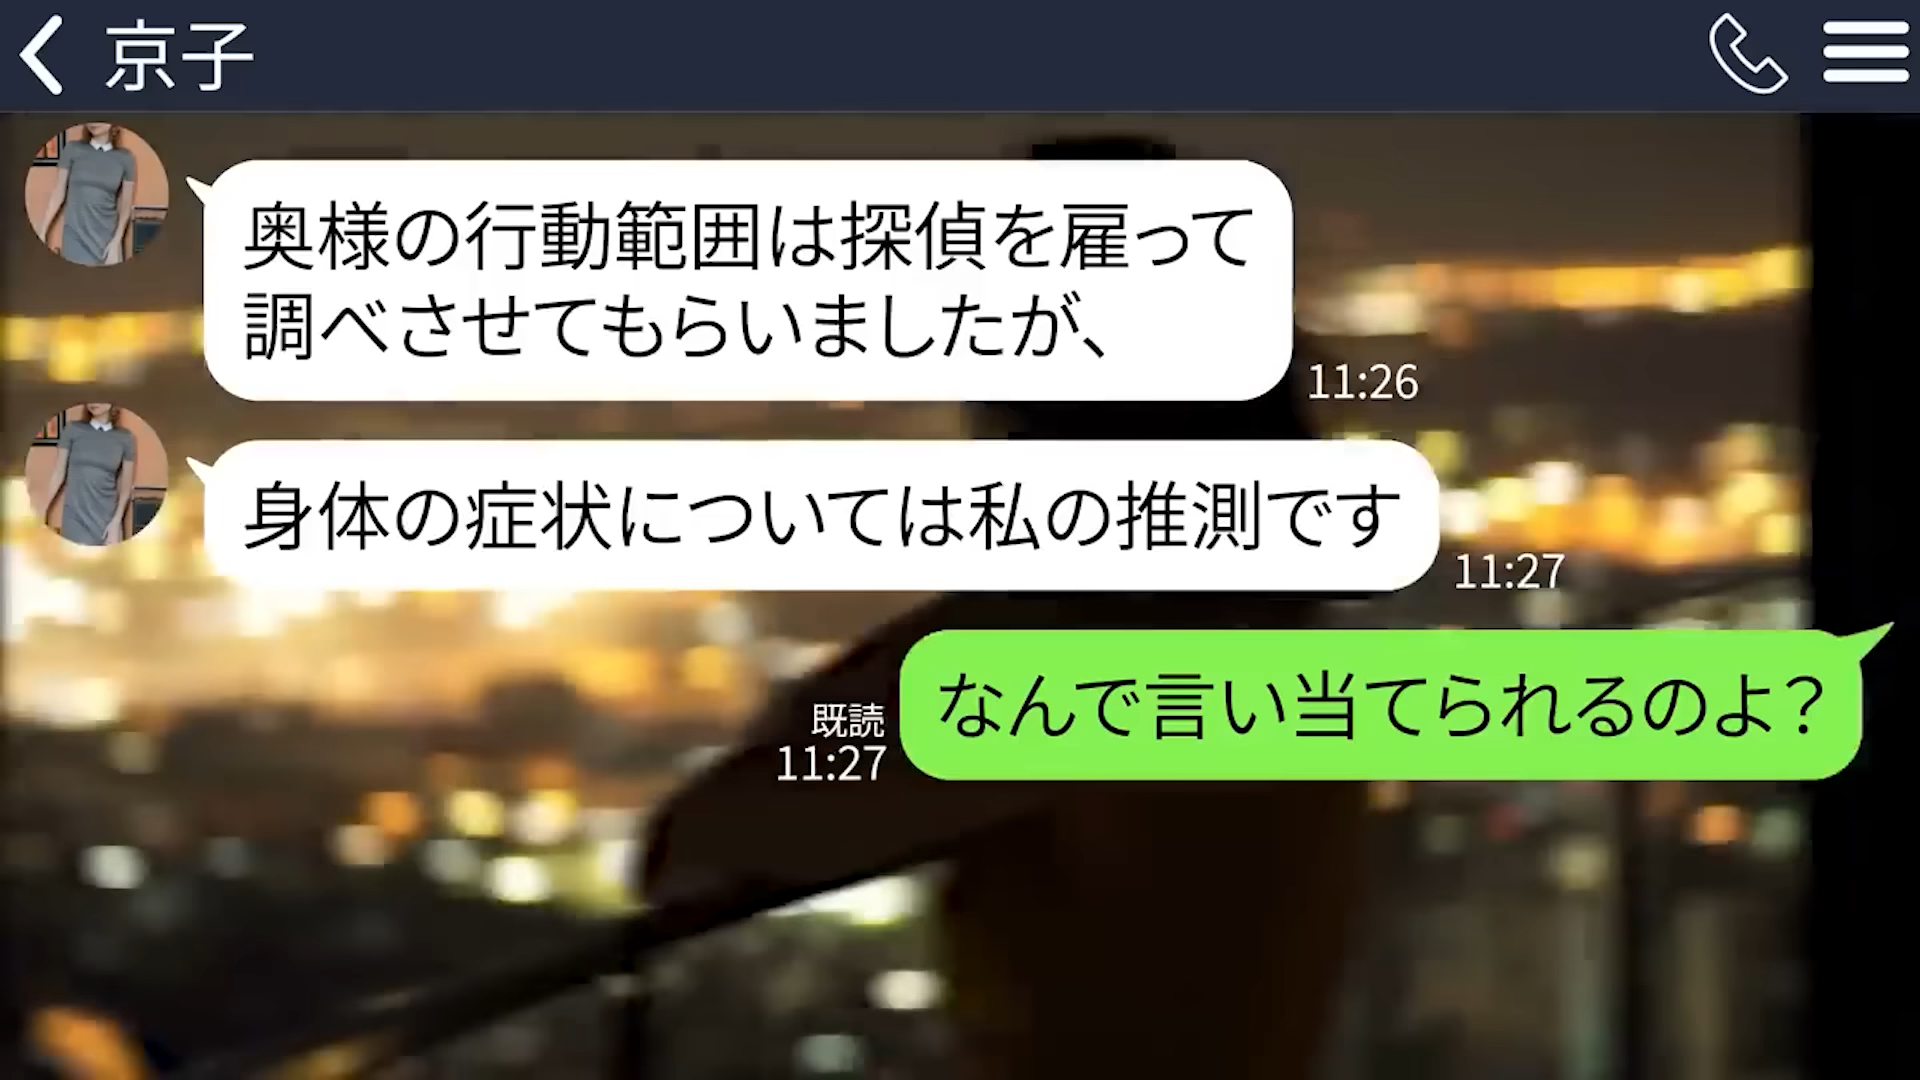 京子
奥様の行動範囲は探偵を雇って
調べさせてもらいましたが、
11:26
身体の症状については私の推測です
11:27
なんで言い当てられるのよ？
既読
11:27